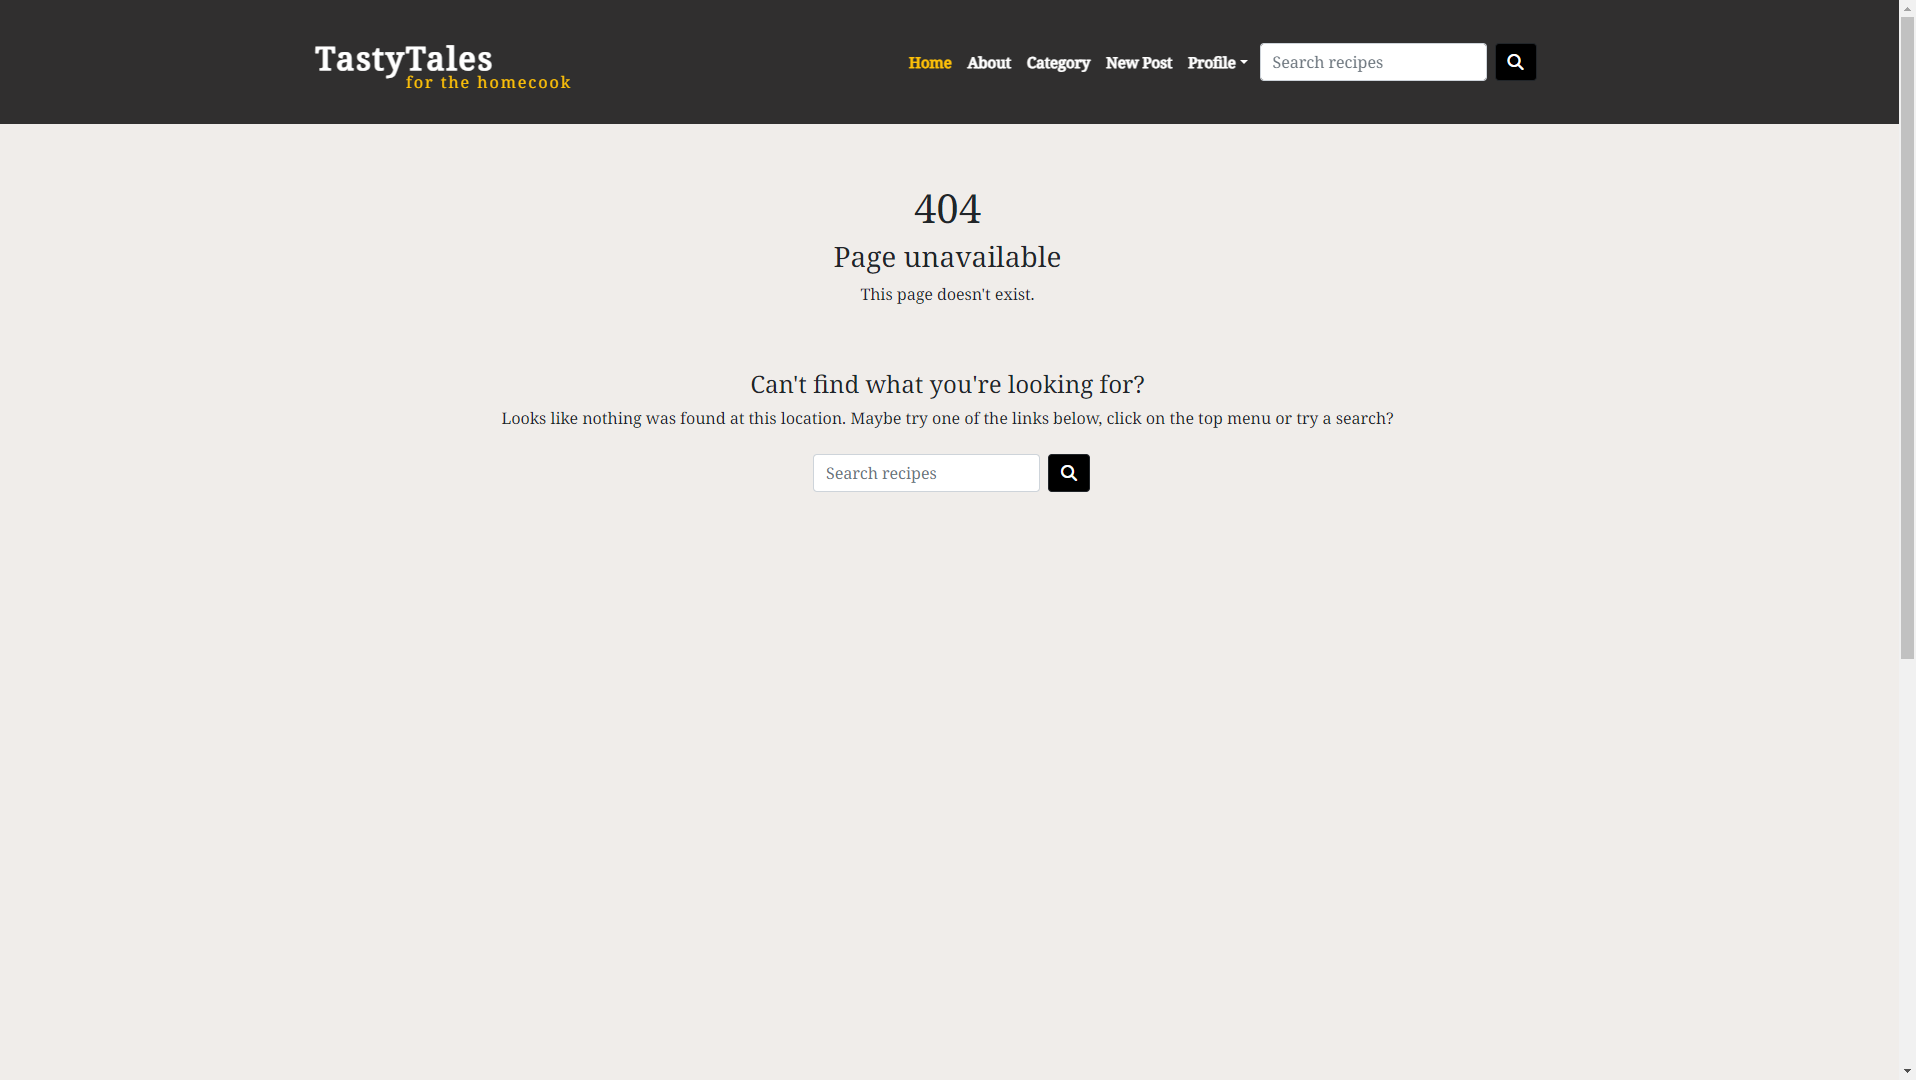 TastyTales
for the homecook
Home About Category New Post Profile Search recipes
404
Page unavailable
This page doesn't exist.
Can't find what you're looking for?
Looks like nothing was found at this location. Maybe try one of the links below, click on the top menu or try a search?
Search recipes